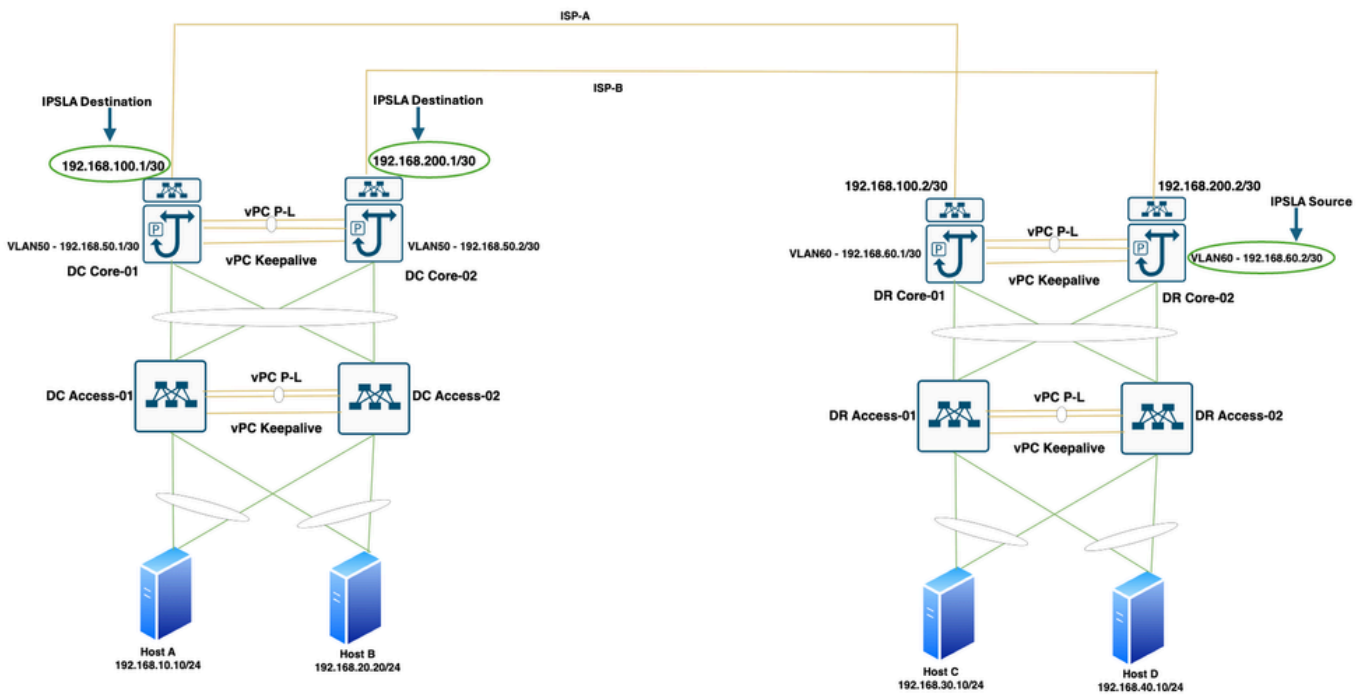 ISP-A
ISP-B
IPSLA Destination
IPSLA Destination
192.168.100.1/30
192.168.200.1/30
192.168.100.2/30
192.168.200.2/30
IPSLA Source
vPC P-L
P
P
VLAN50 - 192.168.50.1/30
VLAN50 - 192.168.50.2/30
vPC Keepalive
DC Core-01
DC Core-02
vPC P-L
P
P
VLAN60 - 192.168.60.1/30
VLAN60 - 192.168.60.2/30
vPC Keepalive
DR Core-01
DR Core-02
DC Access-01
vPC P-L
DC Access-02
vPC Keepalive
DR Access-01
vPC P-L
DR Access-02
vPC Keepalive
Host A
192.168.10.10/24
Host B
192.168.20.20/24
Host C
192.168.30.10/24
Host D
192.168.40.10/24